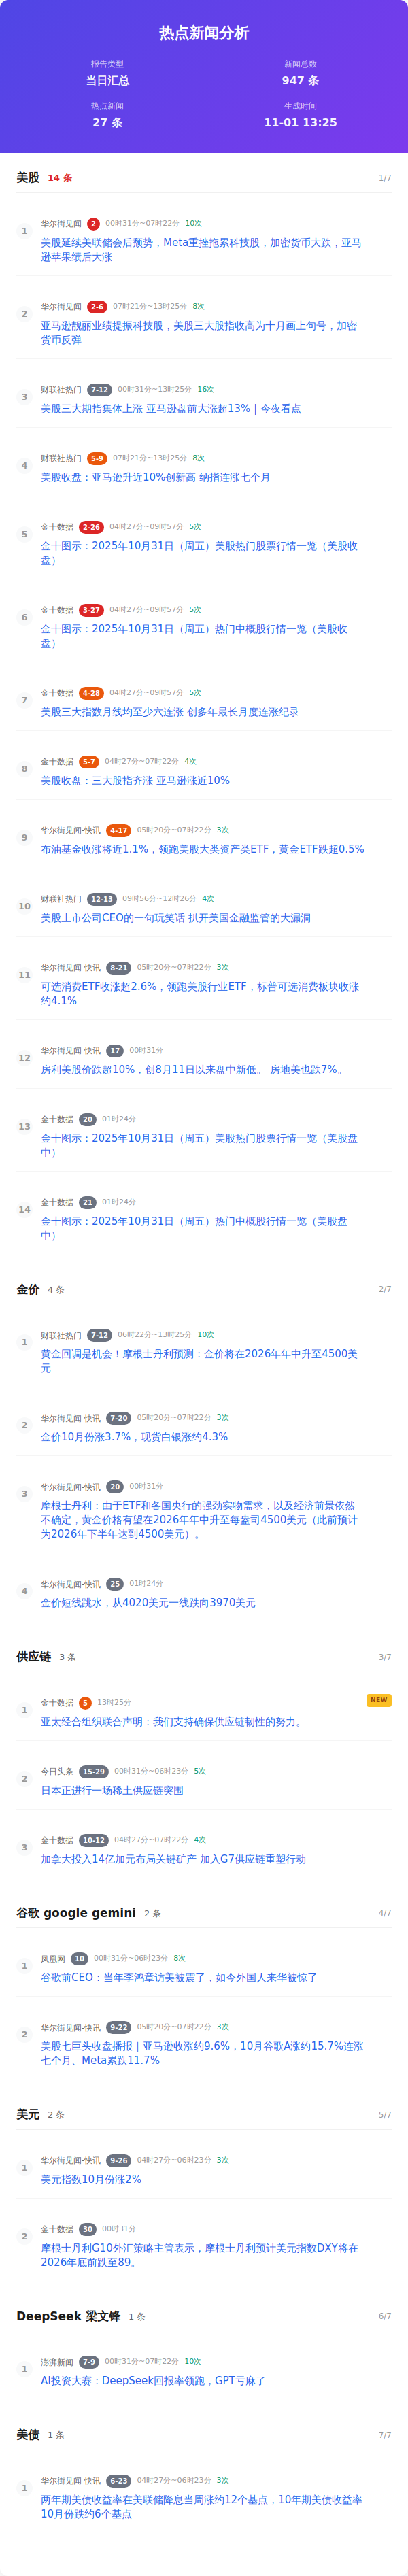 热点新闻分析
报告类型
新闻总数
当日汇总
947 条
热点新闻
生成时间
27 条
11-01 13:25
美股 14 条 1/7
1 华尔街见闻 2 00时31分~07时22分 10次
美股延续美联储会后颓势，Meta重挫拖累科技股，加密货币大跌，亚马
逊苹果绩后大涨
2 华尔街见闻 2-6 07时21分~13时25分 8次
亚马逊靓丽业绩提振科技股，美股三大股指收高为十月画上句号，加密
货币反弹
3 财联社热门 7-12 00时31分~13时25分 16次
美股三大期指集体上涨 亚马逊盘前大涨超13% | 今夜看点
4 财联社热门 5-9 07时21分~13时25分 8次
美股收盘：亚马逊升近10%创新高 纳指连涨七个月
5 金十数据 2-26 04时27分~09时57分 5次
金十图示：2025年10月31日（周五）美股热门股票行情一览（美股收
盘）
6 金十数据 3-27 04时27分~09时57分 5次
金十图示：2025年10月31日（周五）热门中概股行情一览（美股收
盘）
7 金十数据 4-28 04时27分~09时57分 5次
美股三大指数月线均至少六连涨 创多年最长月度连涨纪录
8 金十数据 5-7 04时27分~07时22分 4次
美股收盘：三大股指齐涨 亚马逊涨近10%
9 华尔街见闻-快讯 4-17 05时20分~07时22分 3次
布油基金收涨将近1.1%，领跑美股大类资产类ETF，黄金ETF跌超0.5%
10 财联社热门 12-13 09时56分~12时26分 4次
美股上市公司CEO的一句玩笑话 扒开美国金融监管的大漏洞
11 华尔街见闻-快讯 8-21 05时20分~07时22分 3次
可选消费ETF收涨超2.6%，领跑美股行业ETF，标普可选消费板块收涨
约4.1%
12 华尔街见闻-快讯 17 00时31分
房利美股价跌超10%，创8月11日以来盘中新低。 房地美也跌7%。
13 金十数据 20 01时24分
金十图示：2025年10月31日（周五）美股热门股票行情一览（美股盘
中）
14 金十数据 21 01时24分
金十图示：2025年10月31日（周五）热门中概股行情一览（美股盘
中）
金价 4 条 2/7
1 财联社热门 7-12 06时22分~13时25分 10次
黄金回调是机会！摩根士丹利预测：金价将在2026年年中升至4500美
元
2 华尔街见闻-快讯 7-20 05时20分~07时22分 3次
金价10月份涨3.7%，现货白银涨约4.3%
3 华尔街见闻-快讯 20 00时31分
摩根士丹利：由于ETF和各国央行的强劲实物需求，以及经济前景依然
不确定，黄金价格有望在2026年年中升至每盎司4500美元（此前预计
为2026年下半年达到4500美元）。
4 华尔街见闻-快讯 25 01时24分
金价短线跳水，从4020美元一线跌向3970美元
供应链 3 条 3/7
1 金十数据 5 13时25分 NEW
亚太经合组织联合声明：我们支持确保供应链韧性的努力。
2 今日头条 15-29 00时31分~06时23分 5次
日本正进行一场稀土供应链突围
3 金十数据 10-12 04时27分~07时22分 4次
加拿大投入14亿加元布局关键矿产 加入G7供应链重塑行动
谷歌 google gemini 2 条 4/7
1 凤凰网 10 00时31分~06时23分 8次
谷歌前CEO：当年李鸿章访美被震了，如今外国人来华被惊了
2 华尔街见闻-快讯 9-22 05时20分~07时22分 3次
美股七巨头收盘播报｜亚马逊收涨约9.6%，10月谷歌A涨约15.7%连涨
七个月、Meta累跌11.7%
美元 2 条 5/7
1 华尔街见闻-快讯 9-26 04时27分~06时23分 3次
美元指数10月份涨2%
2 金十数据 30 00时31分
摩根士丹利G10外汇策略主管表示，摩根士丹利预计美元指数DXY将在
2026年底前跌至89。
DeepSeek 梁文锋 1 条 6/7
1 澎湃新闻 7-9 00时31分~07时22分 10次
AI投资大赛：DeepSeek回报率领跑，GPT亏麻了
美债 1 条 7/7
1 华尔街见闻-快讯 6-23 04时27分~06时23分 3次
两年期美债收益率在美联储降息当周涨约12个基点，10年期美债收益率
10月份跌约6个基点